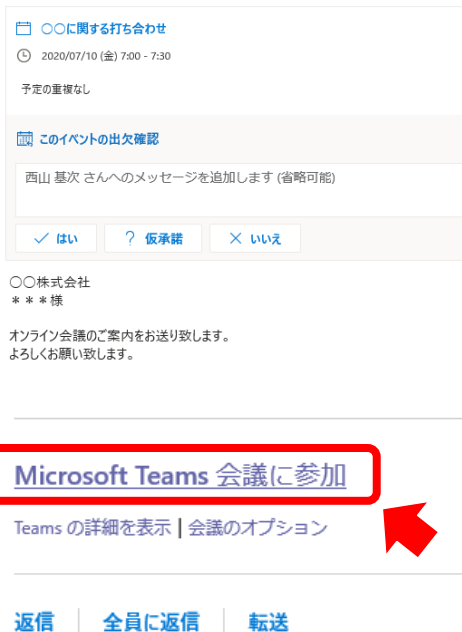 ○○に関する打ち合わせ
2020/07/10 (金) 7:00 - 7:30
予定の重複なし
このイベントの出欠確認
西山 基次 さんへのメッセージを追加します (省略可能)
はい ? 仮承諾 いいえ
○○株式会社
＊＊＊様
オンライン会議のご案内をお送り致します。
よろしくお願い致します。
Microsoft Teams 会議に参加
Teams の詳細を表示 | 会議のオプション
返信 全員に返信 転送